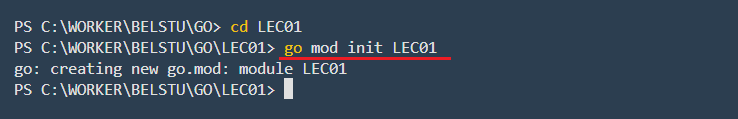 PS C:\WORKER\BELSTU\GO> cd LEC01
PS C:\WORKER\BELSTU\GO\LEC01> go mod init LEC01
go: creating new go.mod: module LEC01
PS C:\WORKER\BELSTU\GO\LEC01>